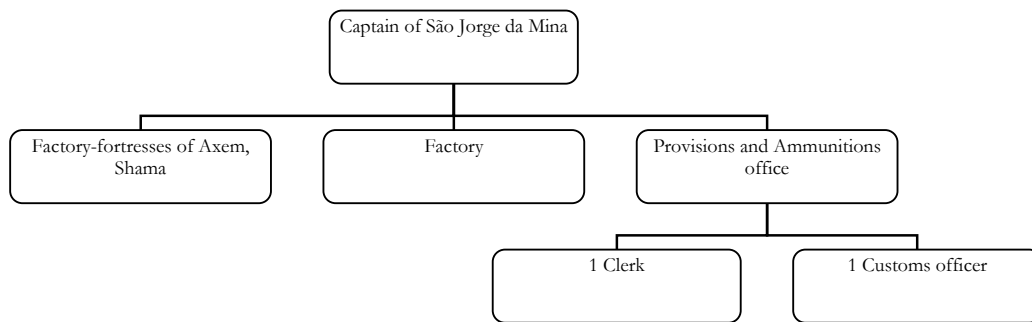 Captain of São Jorge da Mina
Factory-fortresses of Axem,
Shama
Factory
Provisions and Ammunitions
office
1 Clerk
1 Customs officer